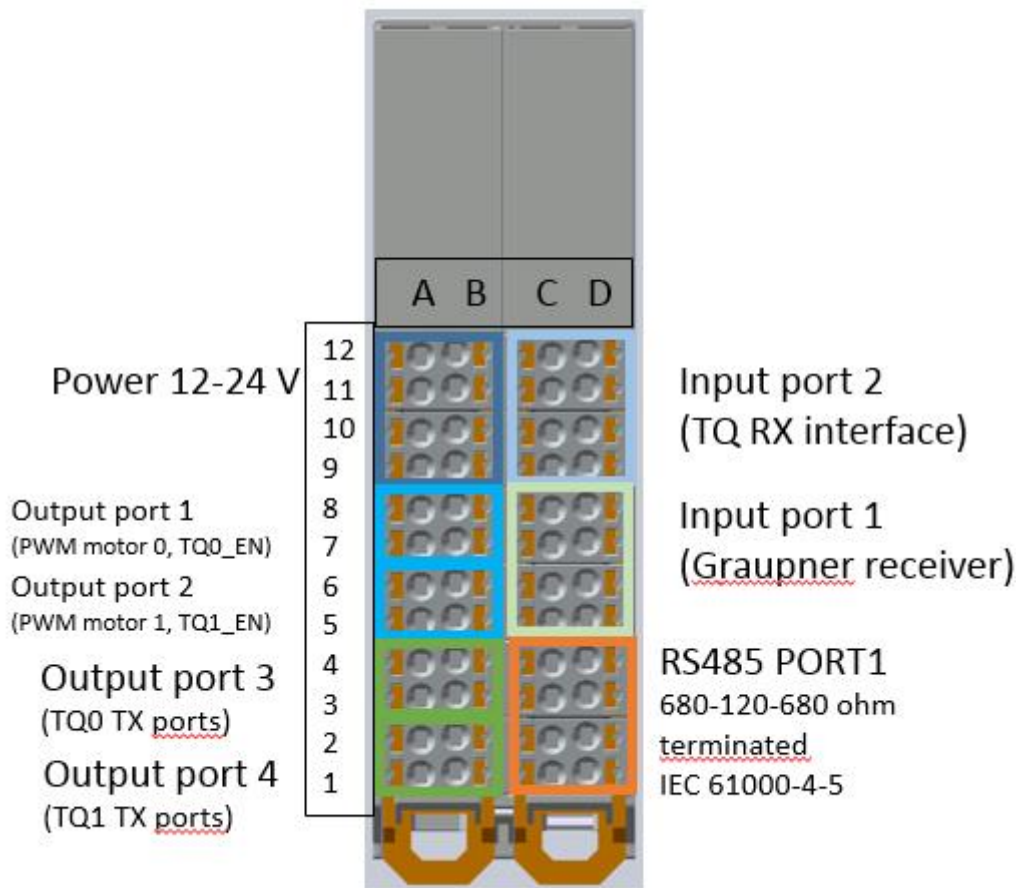 A B C D
12
11
10
9
8
7
6
5
4
3
2
1
Power 12-24 V
Output port 1
(PWM motor 0, TQ0_EN)
Output port 2
(PWM motor 1, TQ1_EN)
Output port 3
(TQ0 TX ports)
Output port 4
(TQ1 TX ports)
Input port 2
(TQ RX interface)
Input port 1
(Graupner receiver)
RS485 PORT1
680-120-680 ohm
terminated
IEC 61000-4-5